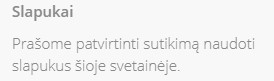 Slapukai
Prašome patvirtinti sutikimą naudoti
slapukus šioje svetainėje.